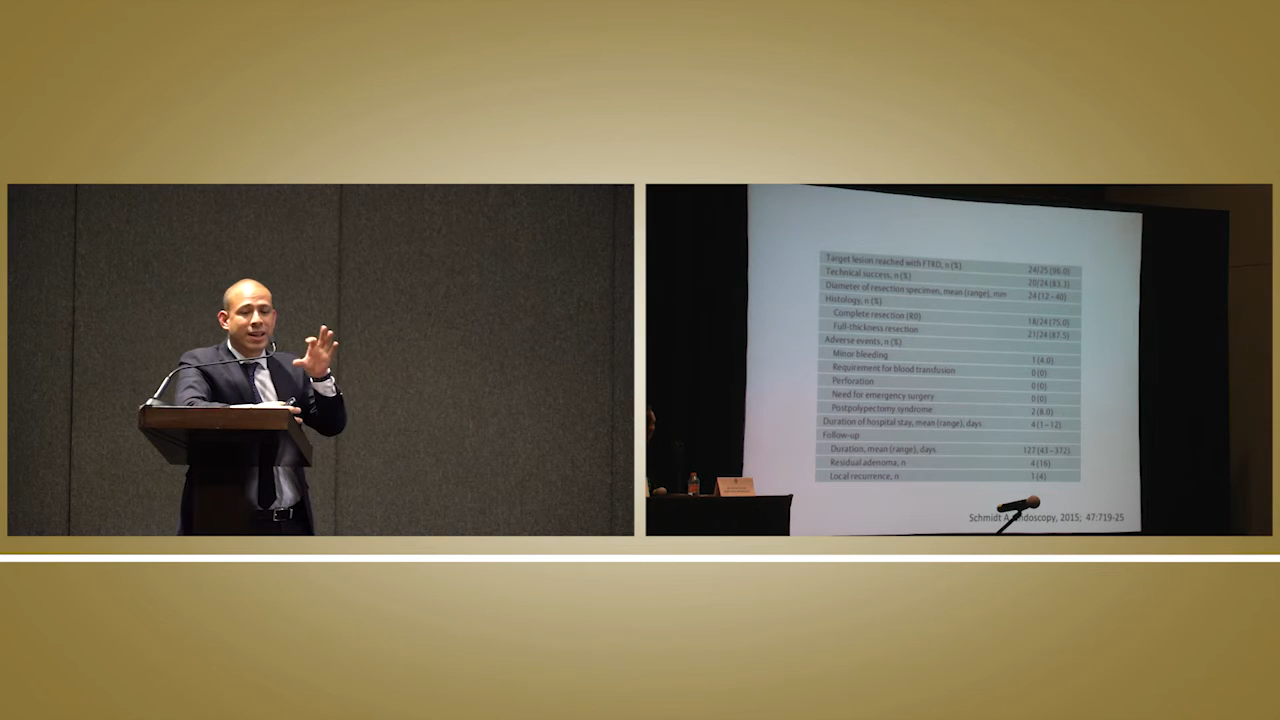 Target lesion reached with FTRD, n (%) 24/25 (96.0)
Technical success, n (%) 20/24 (83.3)
Diameter of resection specimen, mean (range), mm 24 (12–40)
Histology, n (%)
Complete resection (R0) 18/24 (75.0)
Full-thickness resection 21/24 (87.5)
Adverse events, n (%)
Minor bleeding 1 (4.0)
Requirement for blood transfusion 0 (0)
Perforation 0 (0)
Need for emergency surgery 0 (0)
Postpolypectomy syndrome 2 (8.0)
Duration of hospital stay, mean (range), days 4 (1–12)
Follow-up
Duration, mean (range), days 127 (43–372)
Residual adenoma, n 4 (16)
Local recurrence, n 1 (4)
Schmidt A. Endoscopy, 2015; 47:719-25